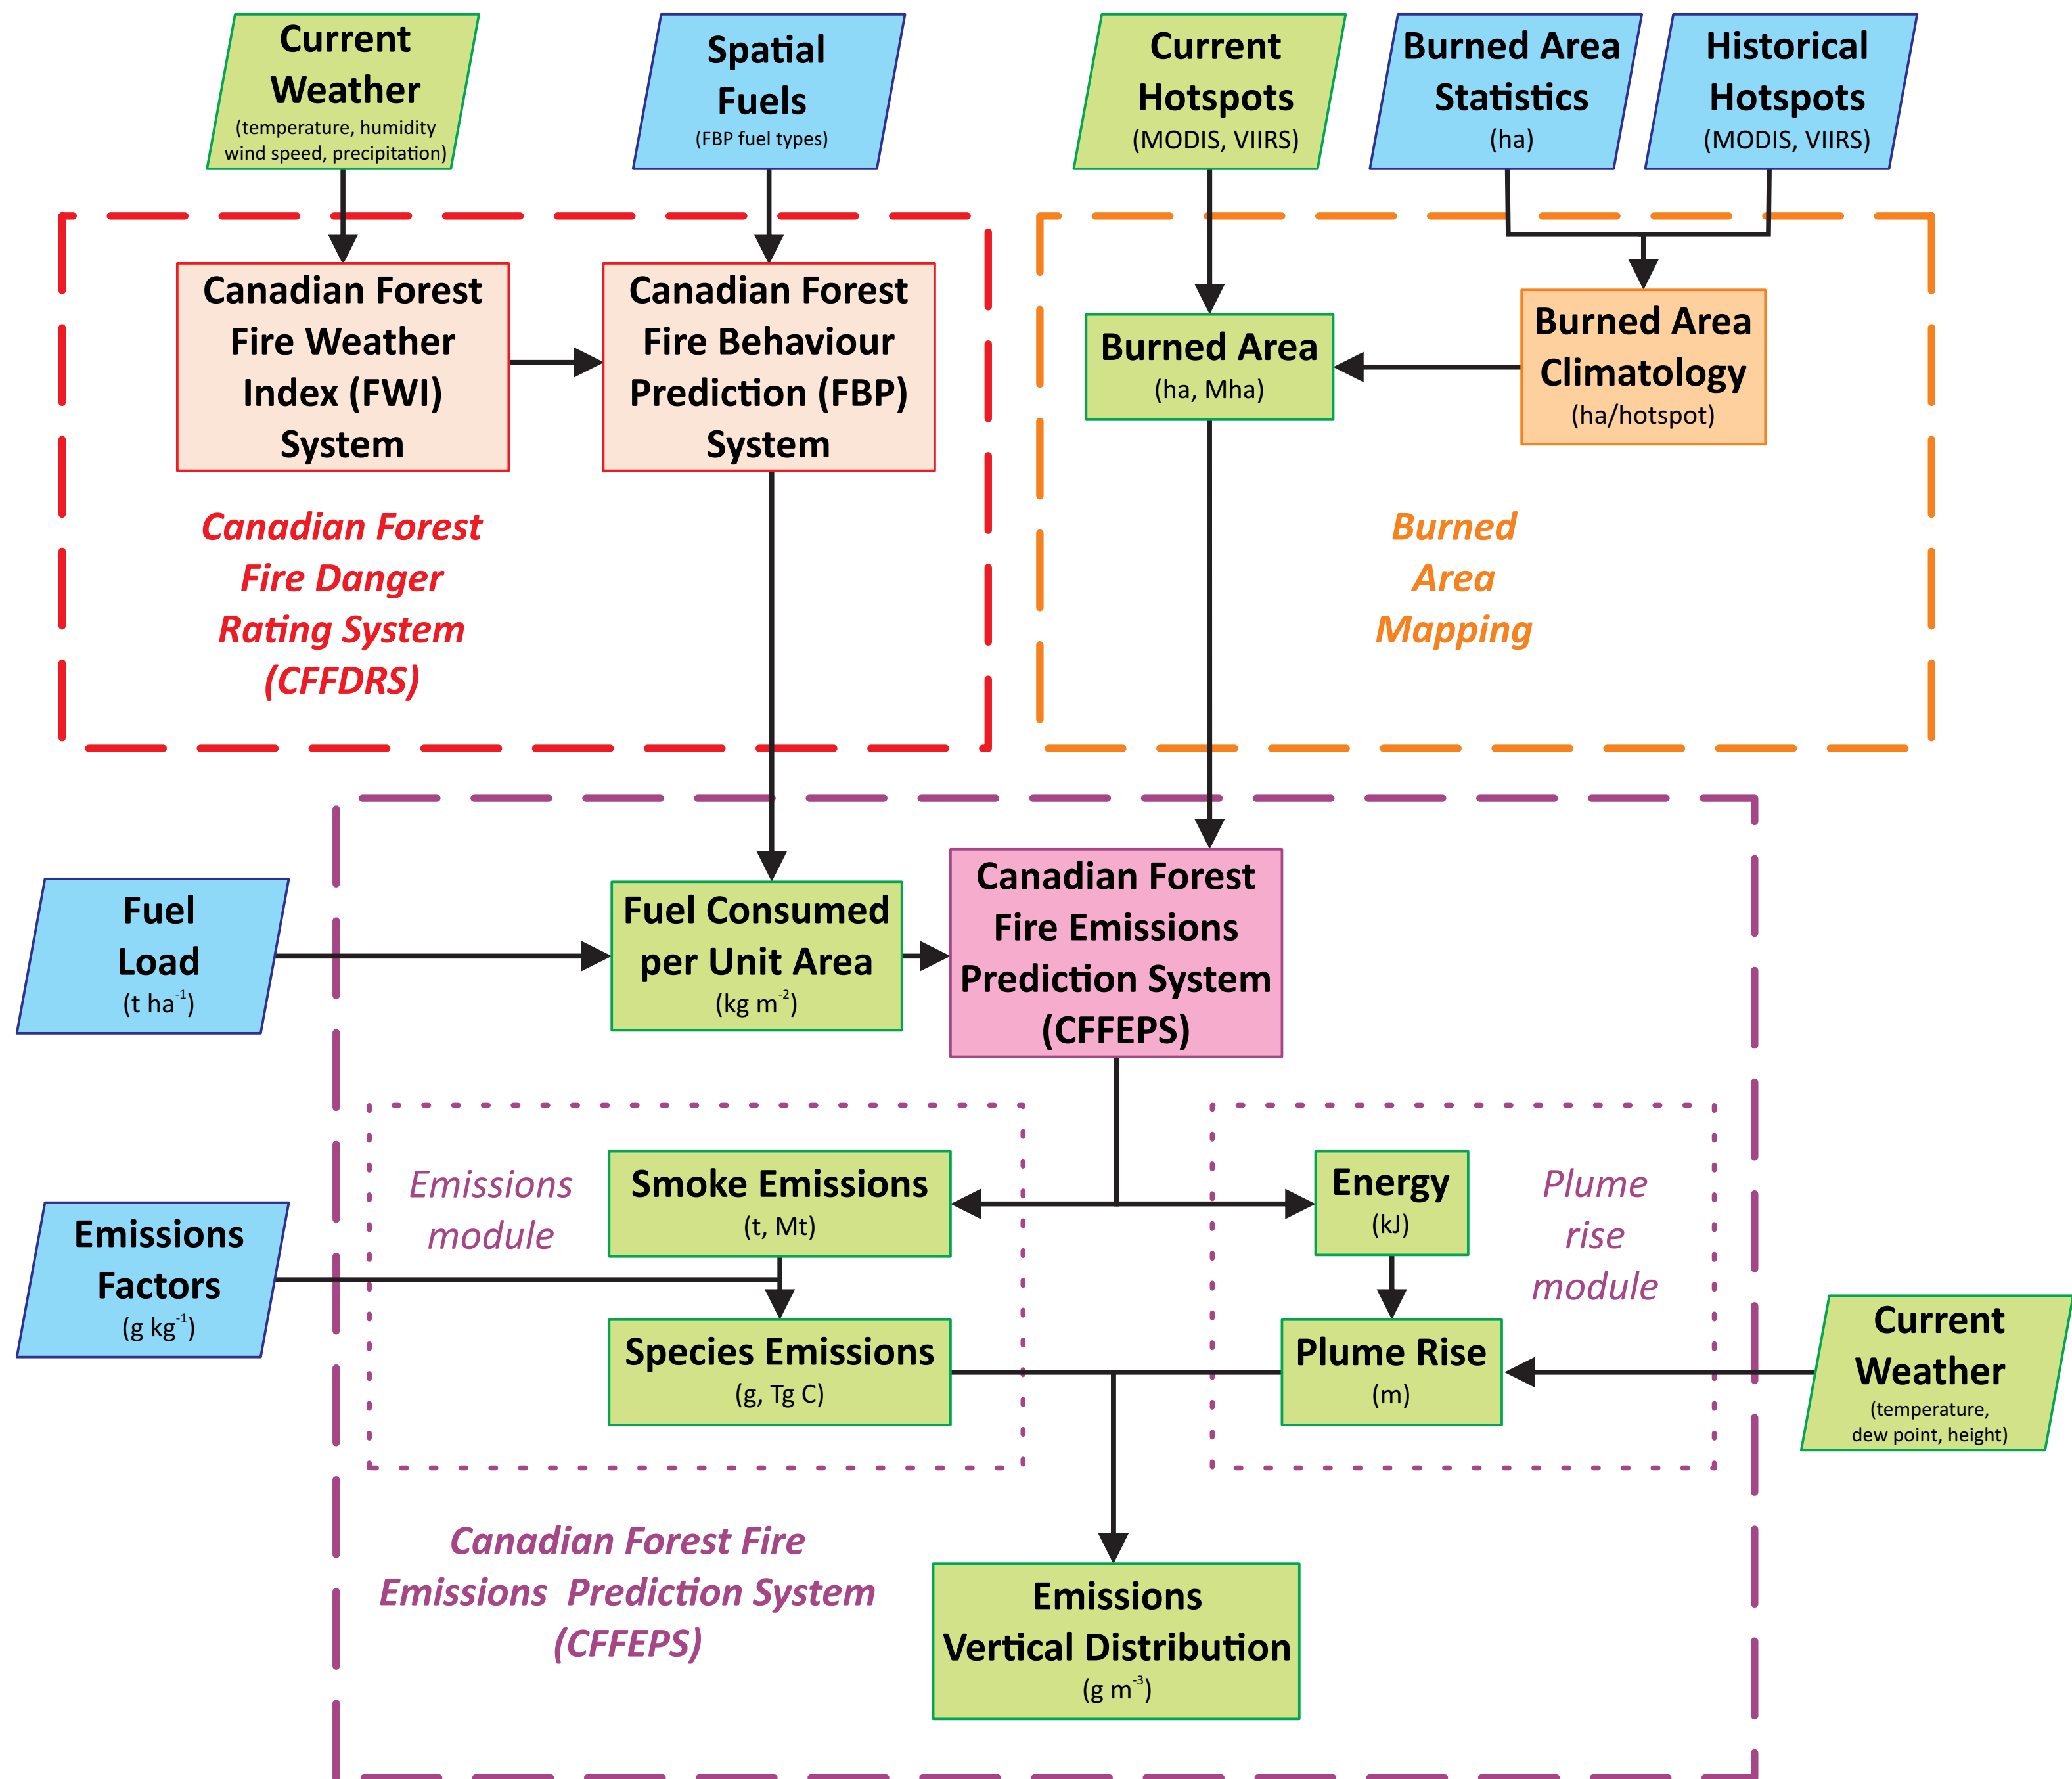 Current
Weather
(temperature, humidity
wind speed, precipitation)
Spatial
Fuels
(FBP fuel types)
Current
Hotspots
(MODIS, VIIRS)
Burned Area
Statistics
(ha)
Historical
Hotspots
(MODIS, VIIRS)
Canadian Forest
Fire Weather
Index (FWI)
System
Canadian Forest
Fire Behaviour
Prediction (FBP)
System
Burned Area
(ha, Mha)
Burned Area
Climatology
(ha/hotspot)
Canadian Forest
Fire Danger
Rating System
(CFFDRS)
Burned
Area
Mapping
Fuel
Load
(t ha⁻¹)
Fuel Consumed
per Unit Area
(kg m⁻²)
Canadian Forest
Fire Emissions
Prediction System
(CFFEPS)
Emissions
module
Smoke Emissions
(t, Mt)
Energy
(kJ)
Plume
rise
module
Emissions
Factors
(g kg⁻¹)
Species Emissions
(g, Tg C)
Plume Rise
(m)
Current
Weather
(temperature,
dew point, height)
Canadian Forest Fire
Emissions  Prediction System
(CFFEPS)
Emissions
Vertical Distribution
(g m⁻³)